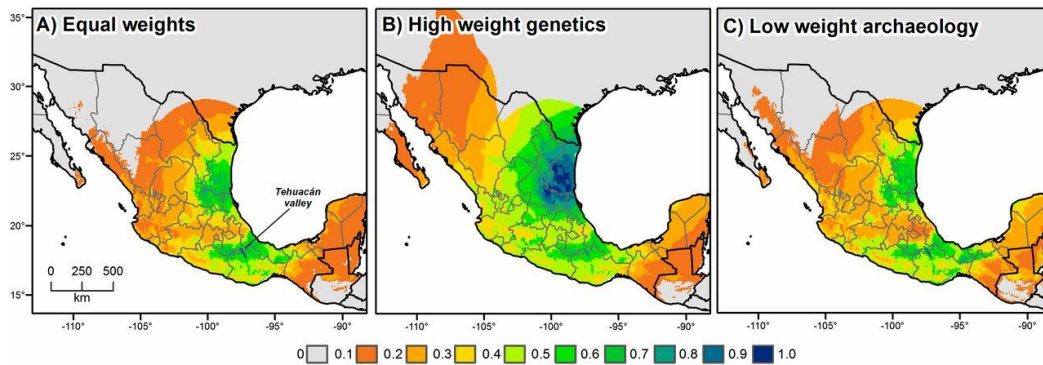 A) Equal weights
B) High weight genetics
C) Low weight archaeology
35°
30°
25°
20°
15°
Tehuacán
valley
0 250 500
km
-110° -105° -100° -95° -90°
-110° -105° -100° -95° -90°
-110° -105° -100° -95° -90°
0 0.1 0.2 0.3 0.4 0.5 0.6 0.7 0.8 0.9 1.0